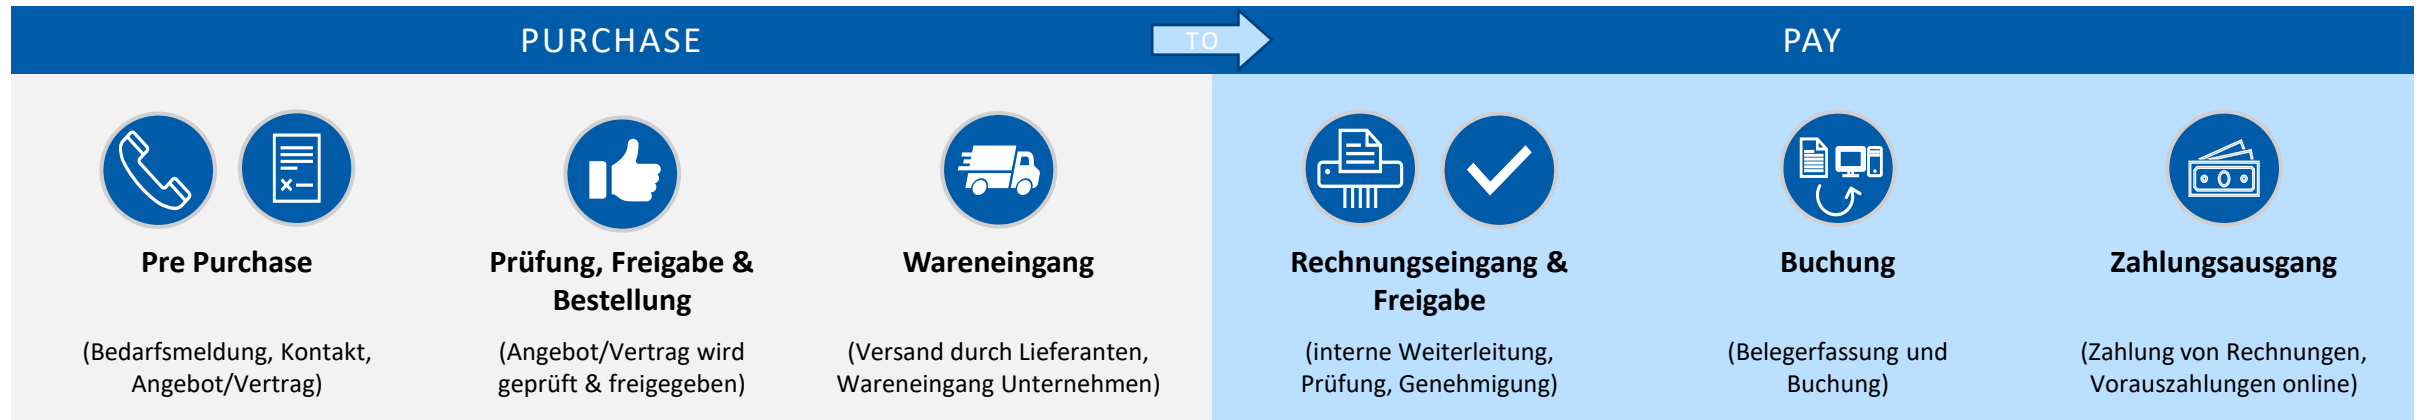 PURCHASE
TO
PAY
Pre Purchase
(Bedarfsmeldung, Kontakt,
Angebot/Vertrag)
Prüfung, Freigabe &
Bestellung
(Angebot/Vertrag wird
geprüft & freigegeben)
Wareneingang
(Versand durch Lieferanten,
Wareneingang Unternehmen)
Rechnungseingang &
Freigabe
(interne Weiterleitung,
Prüfung, Genehmigung)
Buchung
(Belegerfassung und
Buchung)
Zahlungsausgang
(Zahlung von Rechnungen,
Vorauszahlungen online)